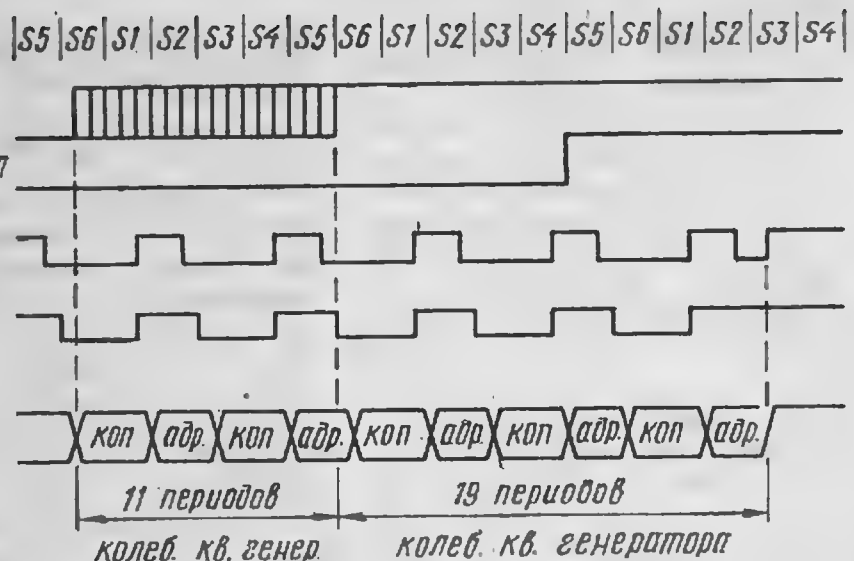 |S5|S6|S1|S2|S3|S4|S5|S6|S1|S2|S3|S4|S5|S6|S1|S2|S3|S4|
КОП адр. КОП адр. КОП адр. КОП адр. КОП адр.
11 периодов 19 периодов
колеб. кв. генер. колеб. кв. генератора